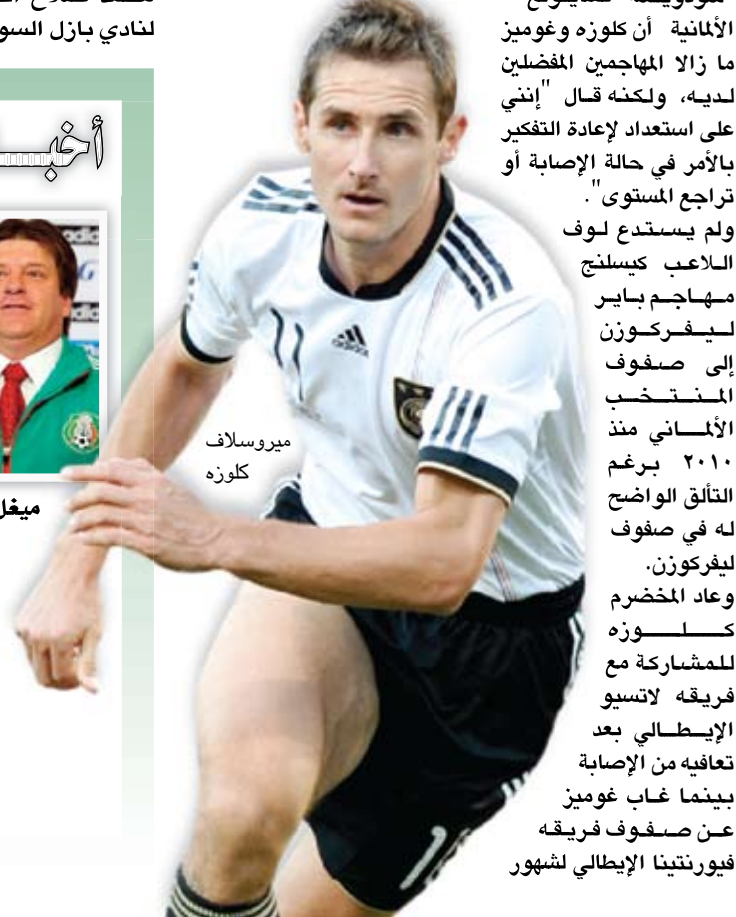 الألمانية أن كلوزه وغوميز
ما زالا المهاجمين المفضلين
لديه، ولكنه قال "إنني
على استعداد لإعادة التفكير
بالأمر في حالة الإصابة أو
تراجع المستوى".
ولم يستدع لوف
اللاعب كيسلنج
مهاجم باير
ليفركوزن
إلى صفوف
المنتخب
الألماني منذ
٢٠١٠ برغم
التألق الواضح
له في صفوف
ليفركوزن.
وعاد المخضرم
كلوزه
للمشاركة مع
فريقه لاتسيو
الإيطالي بعد
تعافيه من الإصابة
بينما غاب غوميز
عن صفوف فريقه
فيورنتينا الإيطالي لشهور
ميروسلاف
كلوزه
11
adidas
لنادي بازل السو
أخبـ
ميغل